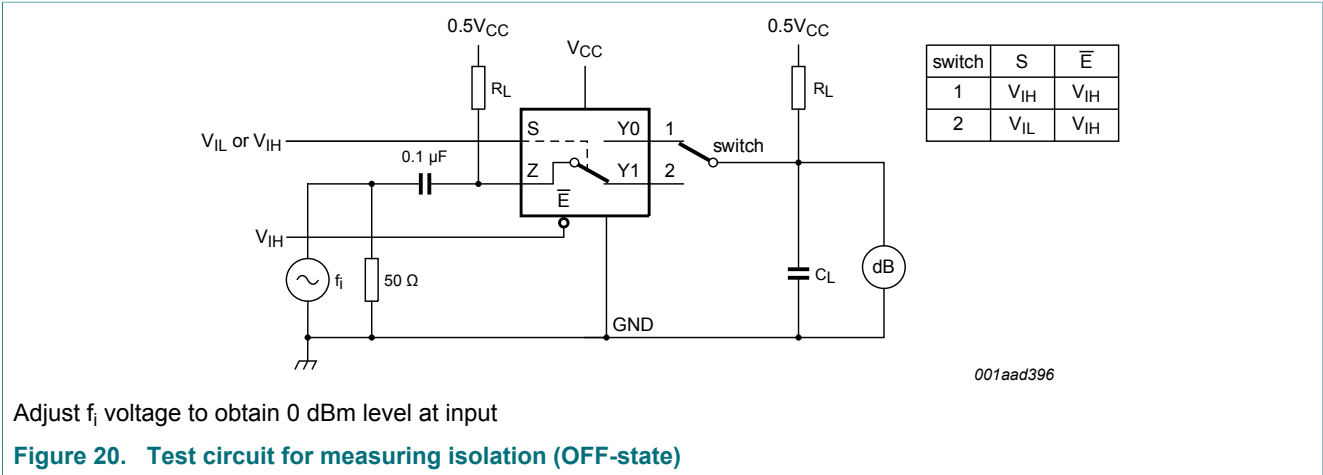 0.5VCC
VCC
0.5VCC
RL
RL
switch S E̅
1 VIH VIH
2 VIL VIH
VIL or VIH
S Y0 1
switch
0.1 µF
Z Y1 2
E̅
VIH
fi
50 Ω
CL
dB
GND
001aad396
Adjust fi voltage to obtain 0 dBm level at input
Figure 20. Test circuit for measuring isolation (OFF-state)